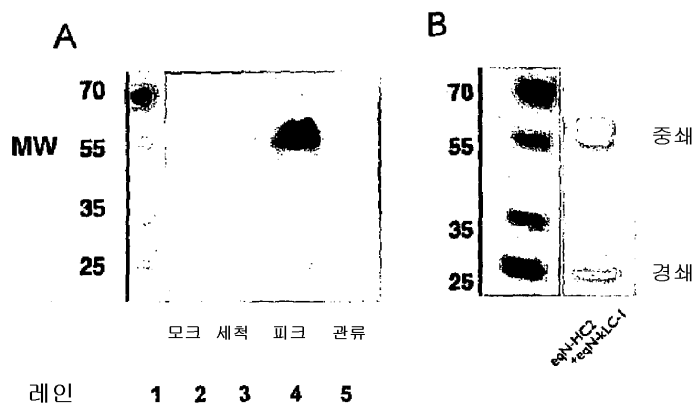 A
70
MW 55
35
25
모크 세척 피크 관류
레인 1 2 3 4 5
B
70
55
35
25
중쇄
경쇄
eqN-HC2
+eqN-kLC-1